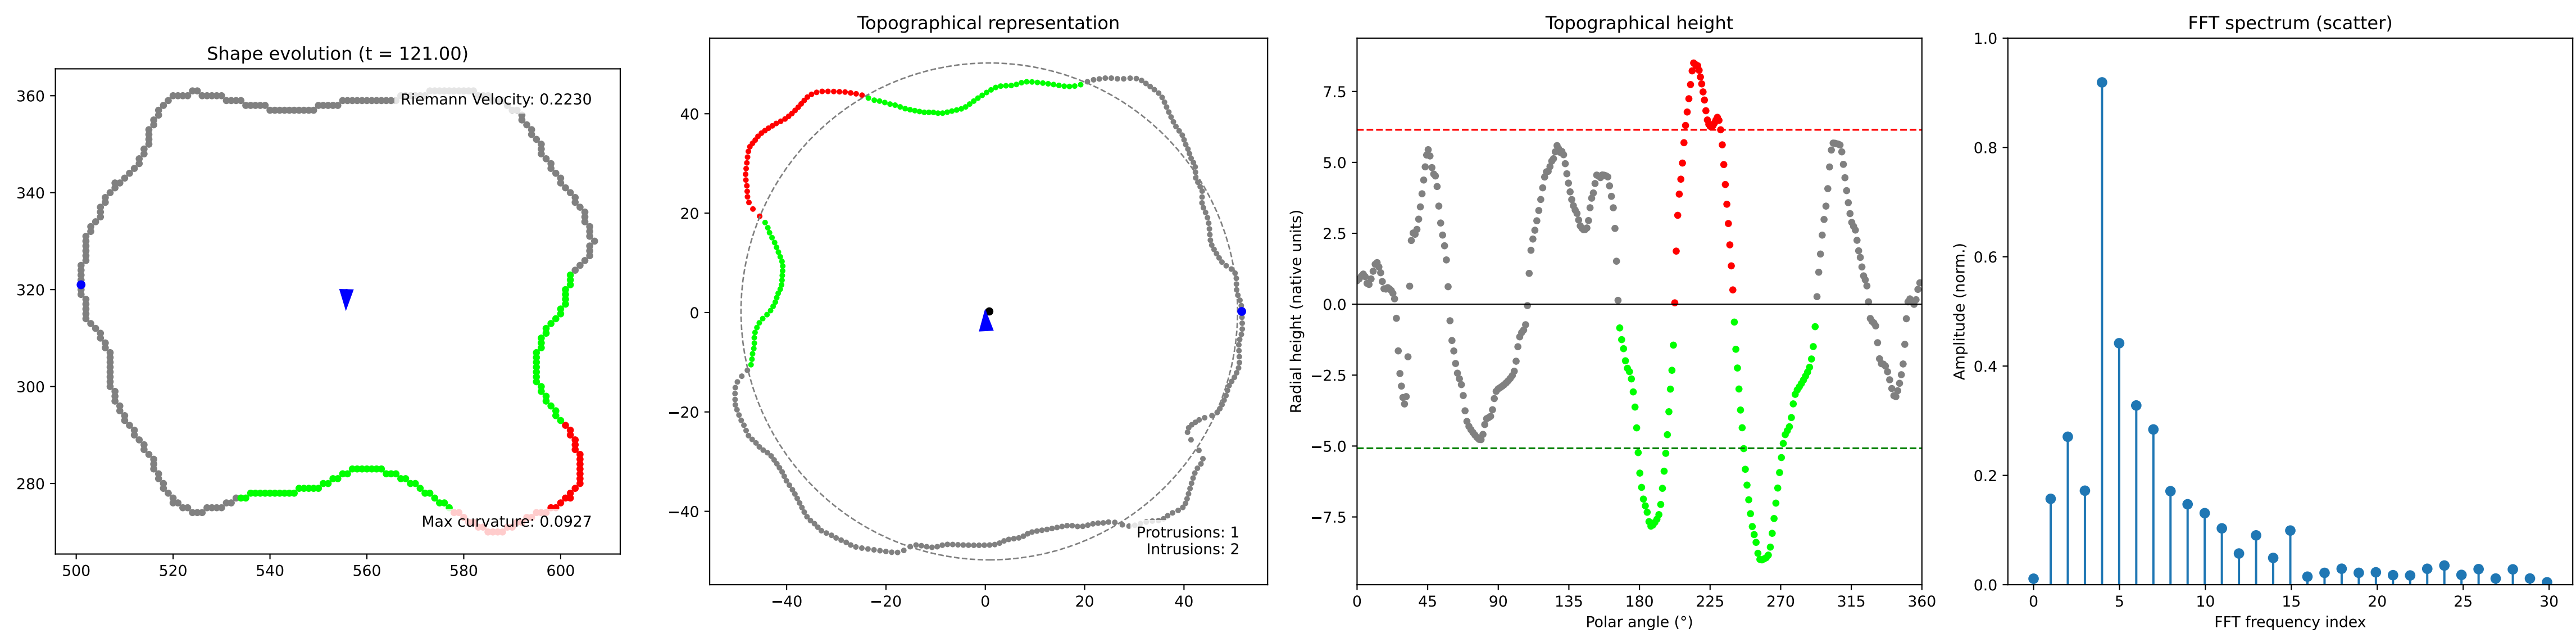 Shape evolution (t = 121.00)
360
340
320
300
280
500 520 540 560 580 600
Riemann Velocity: 0.2230
Max curvature: 0.0927
Topographical representation
40
20
0
−20
−40
−40 −20 0 20 40
Protrusions: 1
Intrusions: 2
Topographical height
Radial height (native units)
7.5
5.0
2.5
0.0
−2.5
−5.0
−7.5
0 45 90 135 180 225 270 315 360
Polar angle (°)
FFT spectrum (scatter)
Amplitude (norm.)
1.0
0.8
0.6
0.4
0.2
0.0
0 5 10 15 20 25 30
FFT frequency index